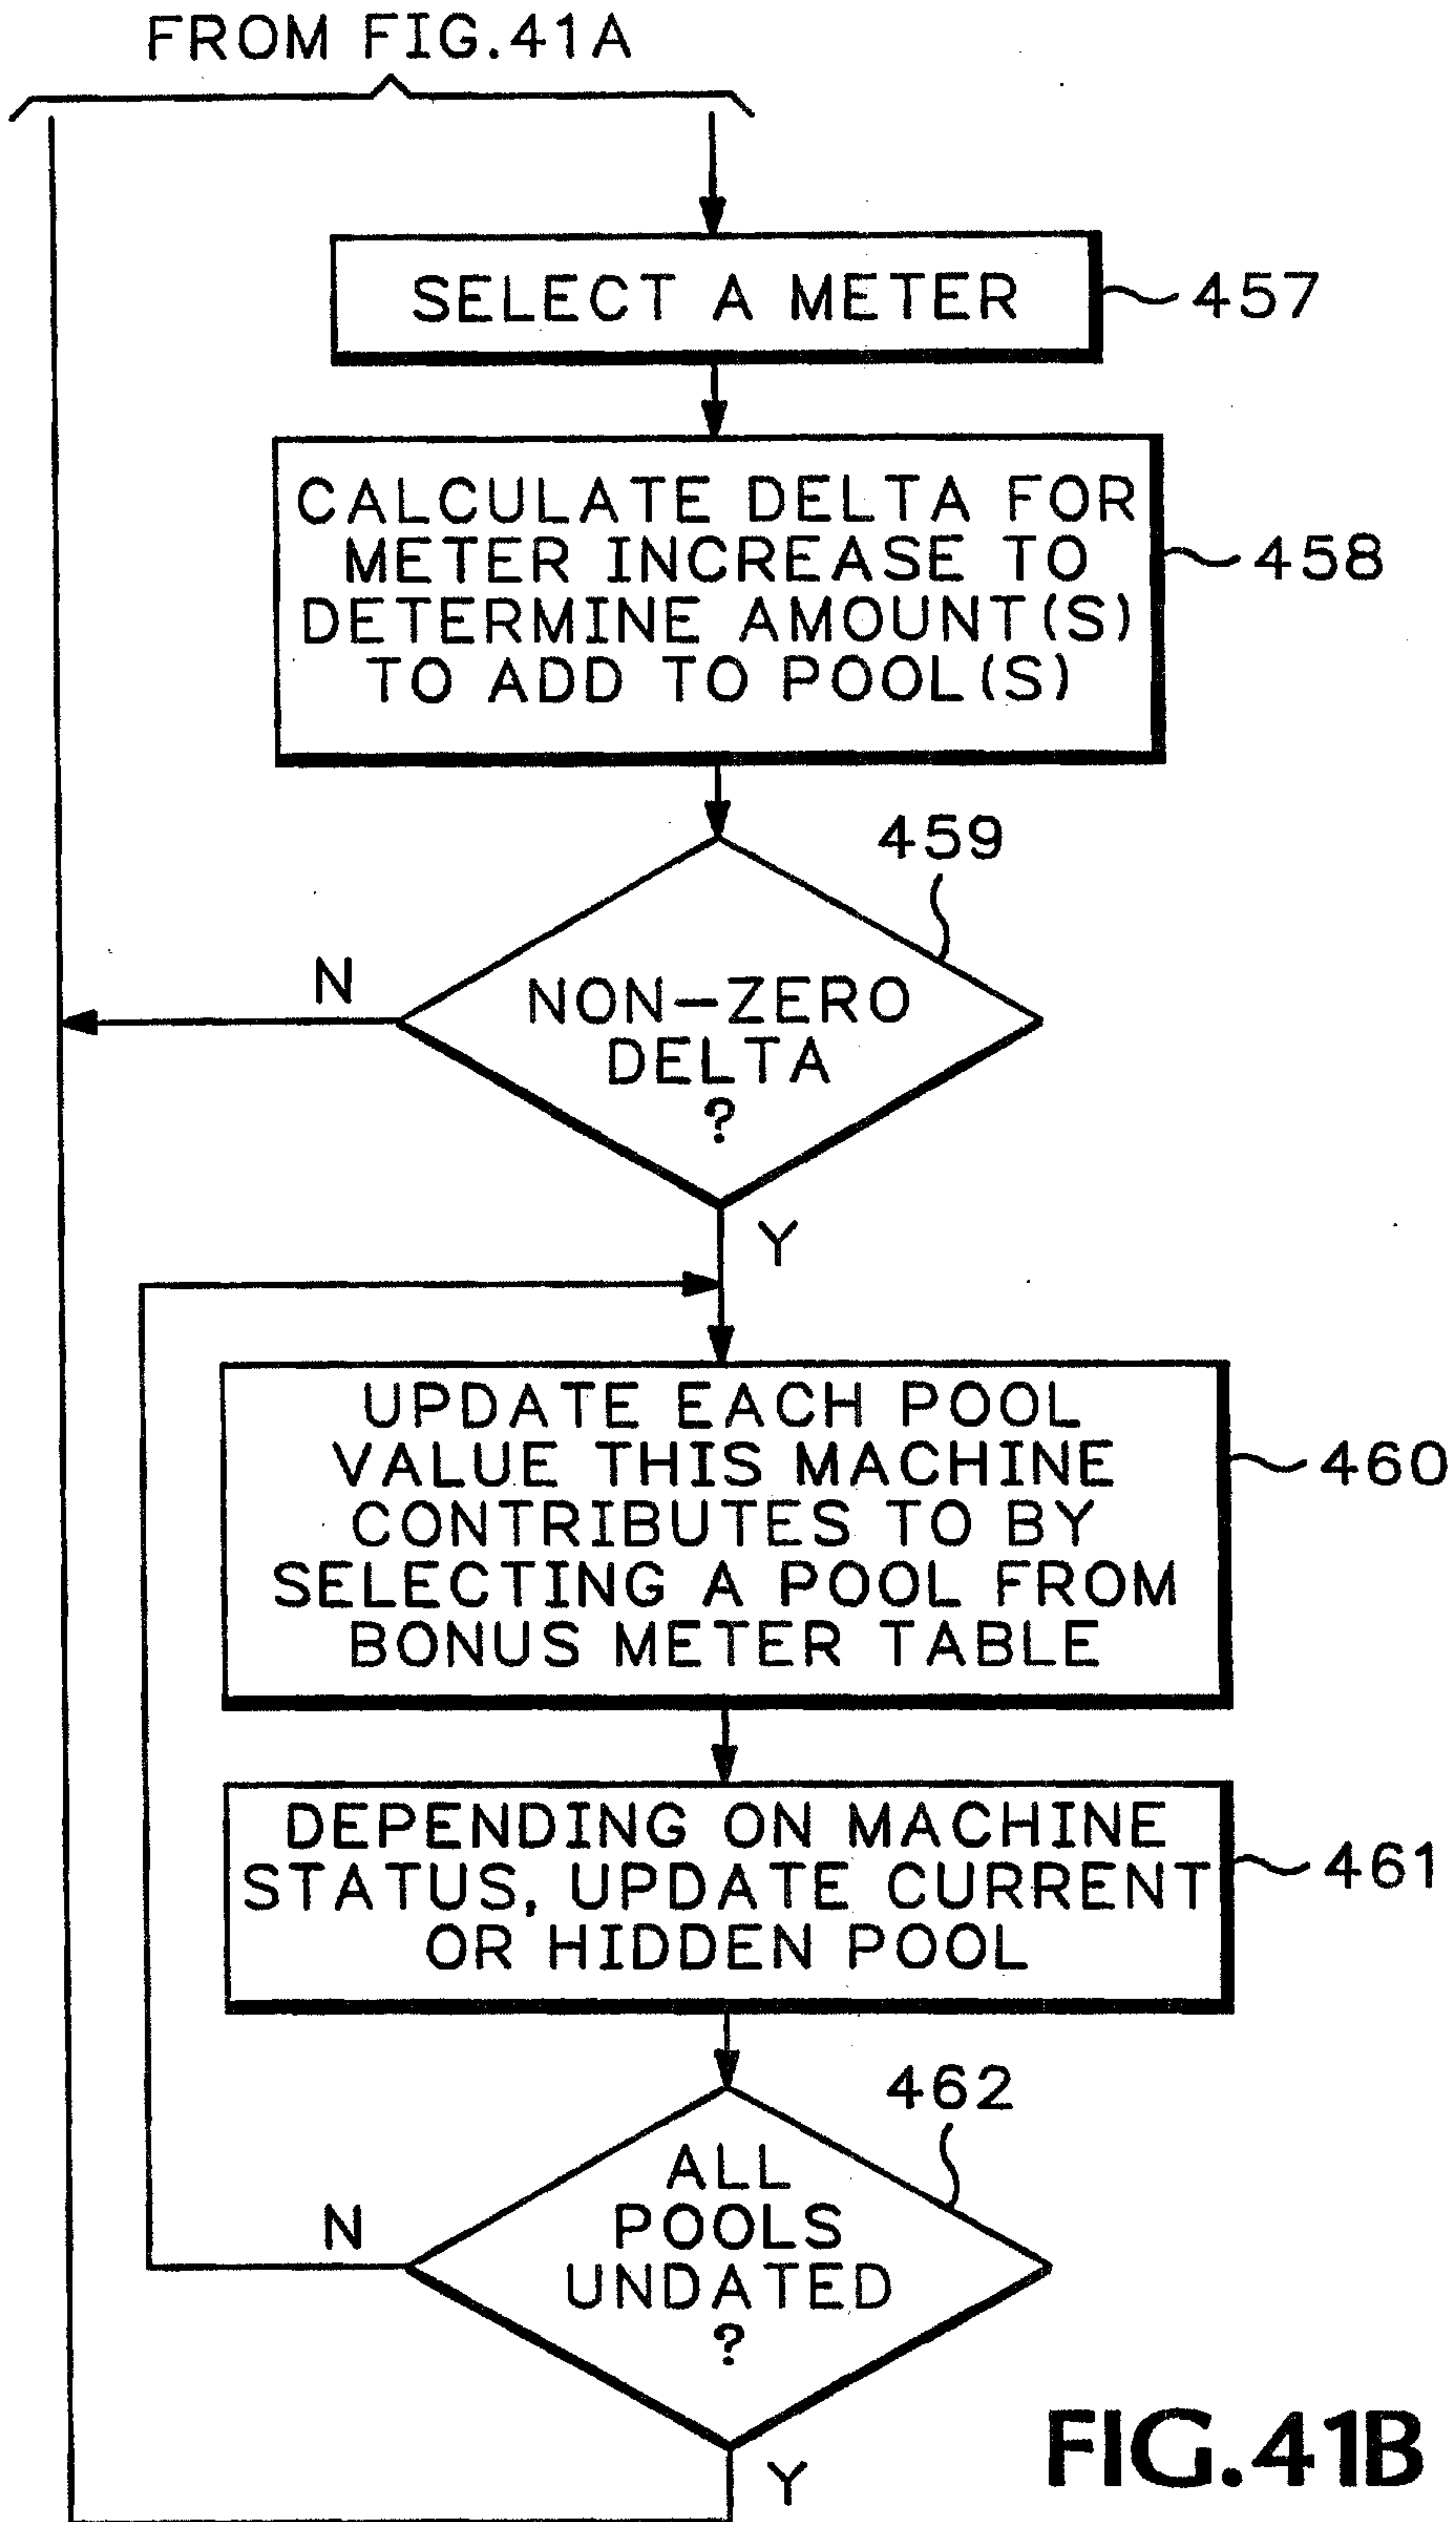 FROM FIG.41A
SELECT A METER
457
CALCULATE DELTA FOR
METER INCREASE TO
DETERMINE AMOUNT(S)
TO ADD TO POOL(S)
458
459
NON-ZERO
DELTA
?
N
Y
UPDATE EACH POOL
VALUE THIS MACHINE
CONTRIBUTES TO BY
SELECTING A POOL FROM
BONUS METER TABLE
460
DEPENDING ON MACHINE
STATUS, UPDATE CURRENT
OR HIDDEN POOL
461
462
ALL
POOLS
UNDATED
?
N
Y
FIG.41B